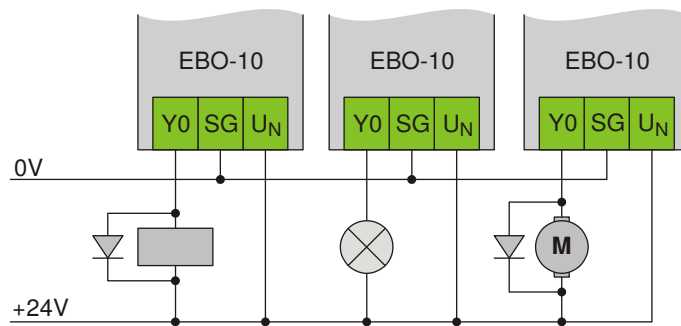 EBO-10 EBO-10 EBO-10
Y0 SG UN Y0 SG UN Y0 SG UN
0V
M
+24V